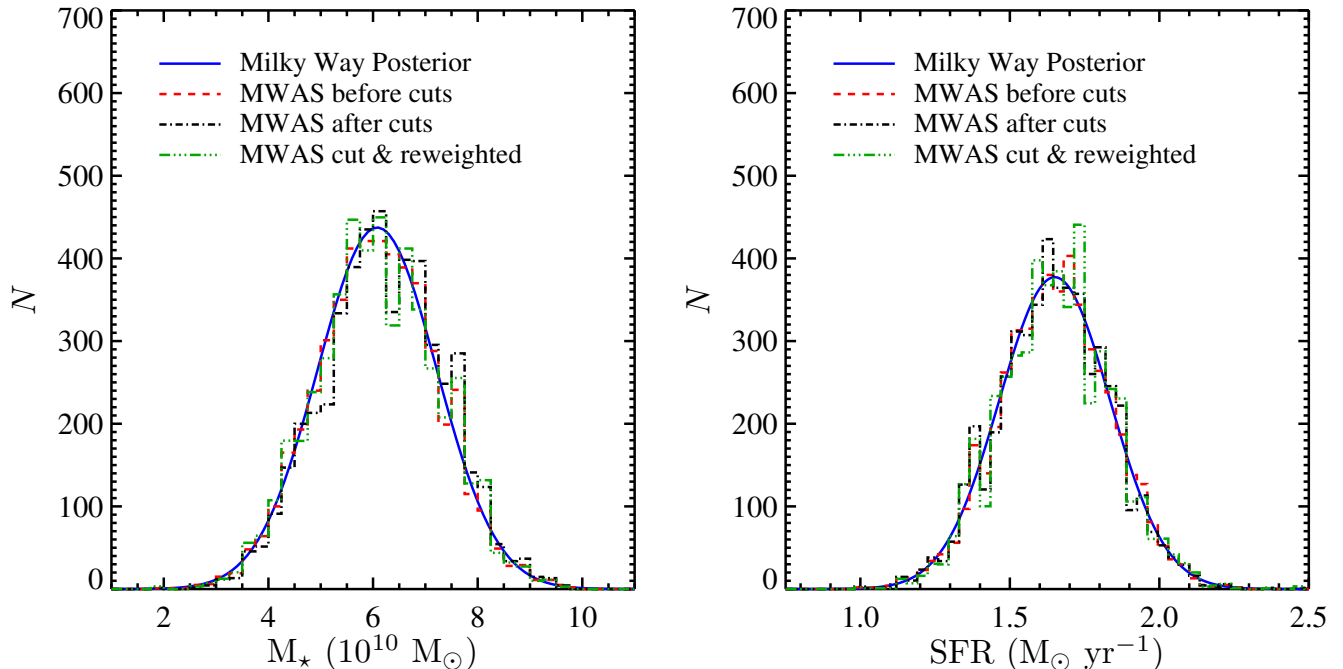 700
600
500
400
300
200
100
0
N
Milky Way Posterior
MWAS before cuts
MWAS after cuts
MWAS cut & reweighted
2 4 6 8 10
M⋆ (10¹⁰ M⊙)
700
600
500
400
300
200
100
0
N
Milky Way Posterior
MWAS before cuts
MWAS after cuts
MWAS cut & reweighted
1.0 1.5 2.0 2.5
SFR (M⊙ yr⁻¹)